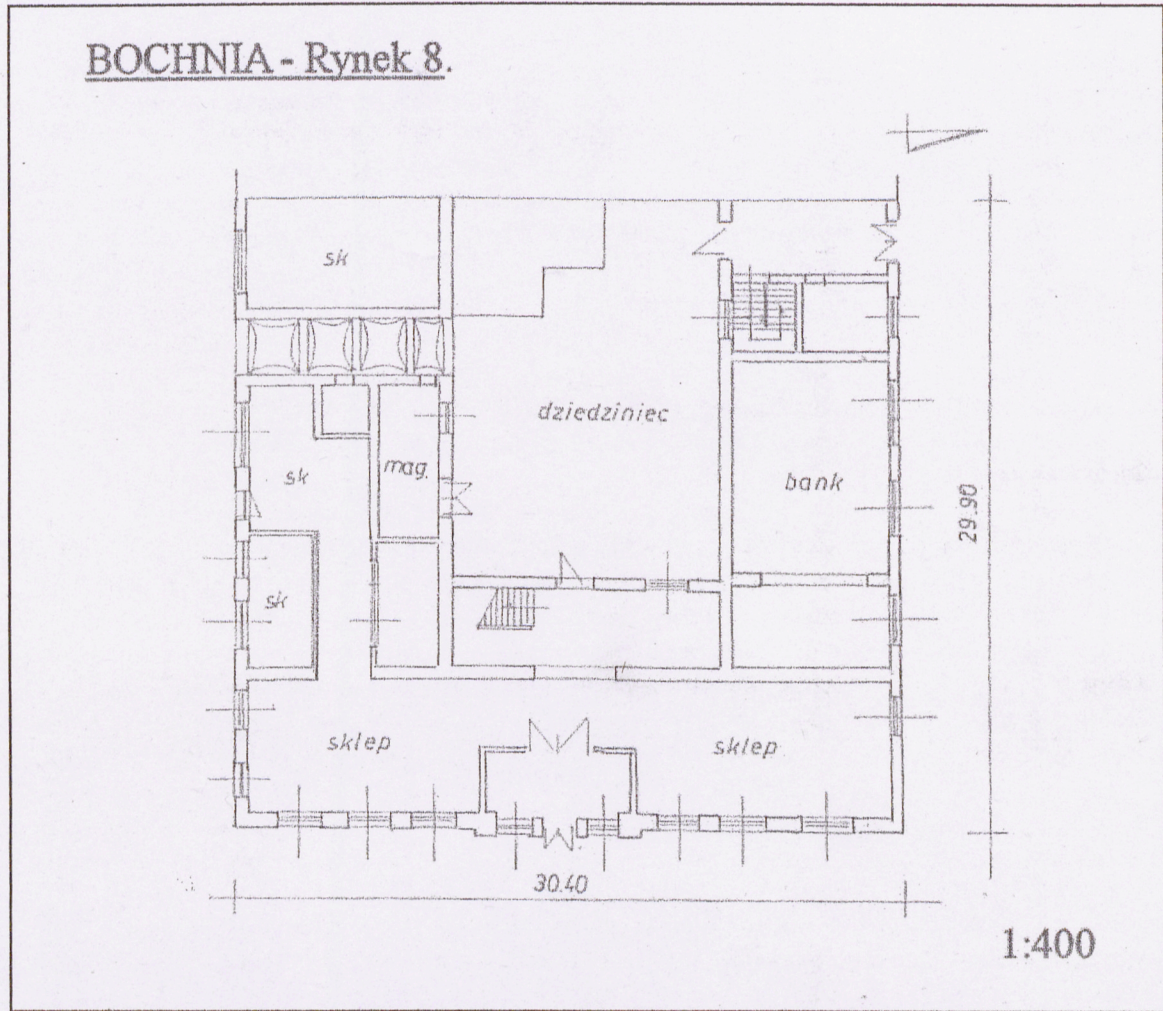 BOCHNIA - Rynek 8.
sk
dziedziniec
mag.
sk
bank
29.90
sk
sklep
sklep
30.40
1:400